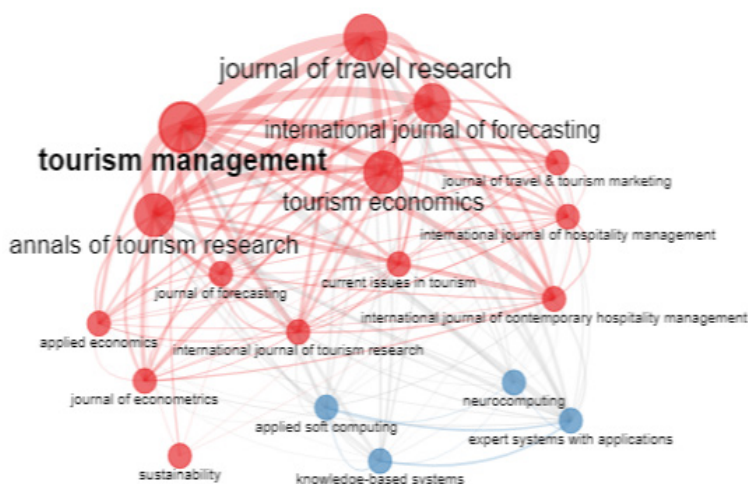 journal of travel research
international journal of forecasting
tourism management
journal of travel & tourism marketing
tourism economics
international journal of hospitality management
annals of tourism research
current issues in tourism
journal of forecasting
international journal of contemporary hospitality management
applied economics
international journal of tourism research
journal of econometrics
neurocomputing
applied soft computing
expert systems with applications
sustainability
knowledge-based systems